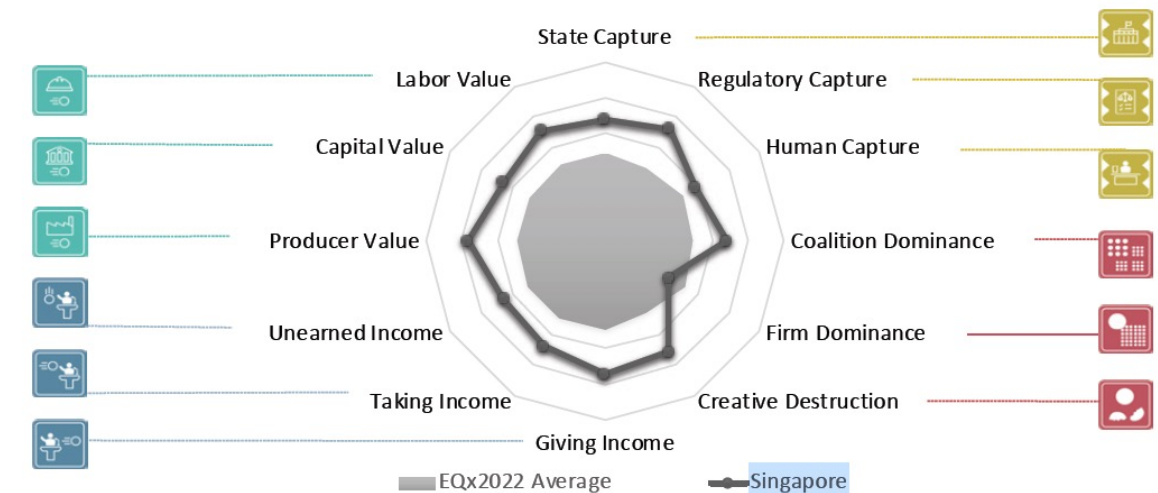 State Capture
Labor Value
Regulatory Capture
Capital Value
Human Capture
Producer Value
Coalition Dominance
Unearned Income
Firm Dominance
Taking Income
Creative Destruction
Giving Income
EQx2022 Average
Singapore